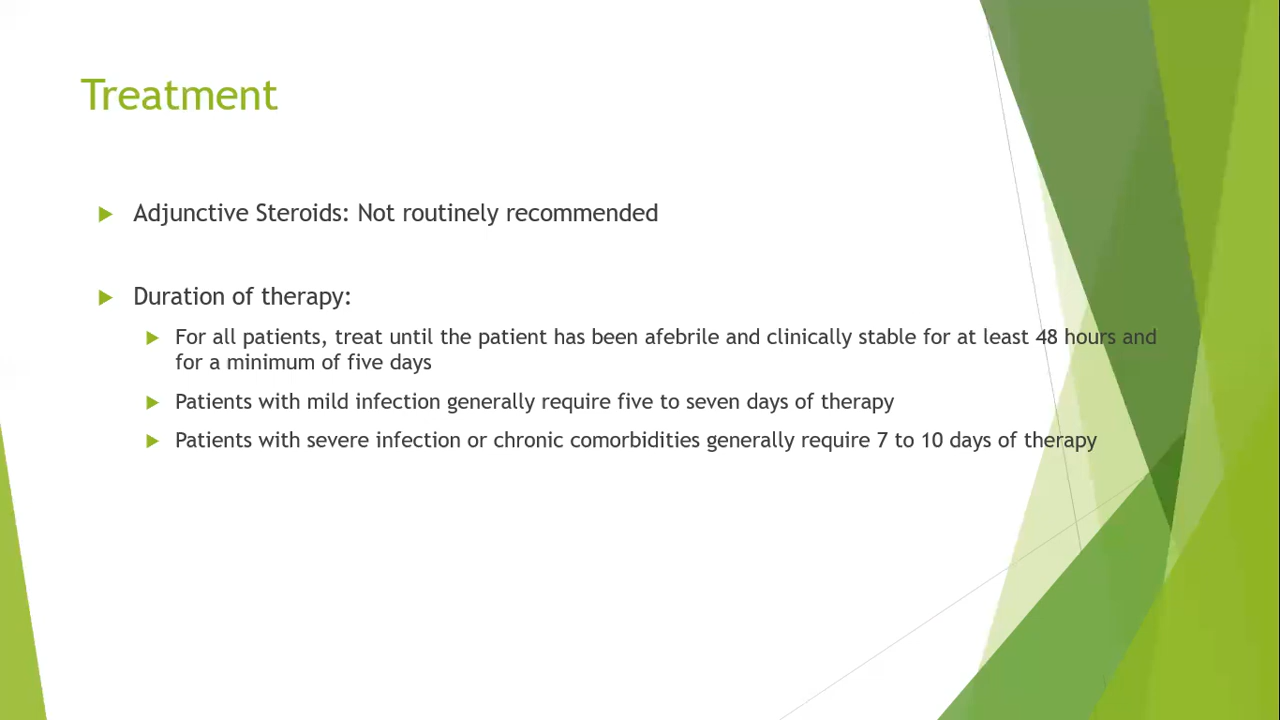 Treatment
Adjunctive Steroids: Not routinely recommended
Duration of therapy:
For all patients, treat until the patient has been afebrile and clinically stable for at least 48 hours and
for a minimum of five days
Patients with mild infection generally require five to seven days of therapy
Patients with severe infection or chronic comorbidities generally require 7 to 10 days of therapy